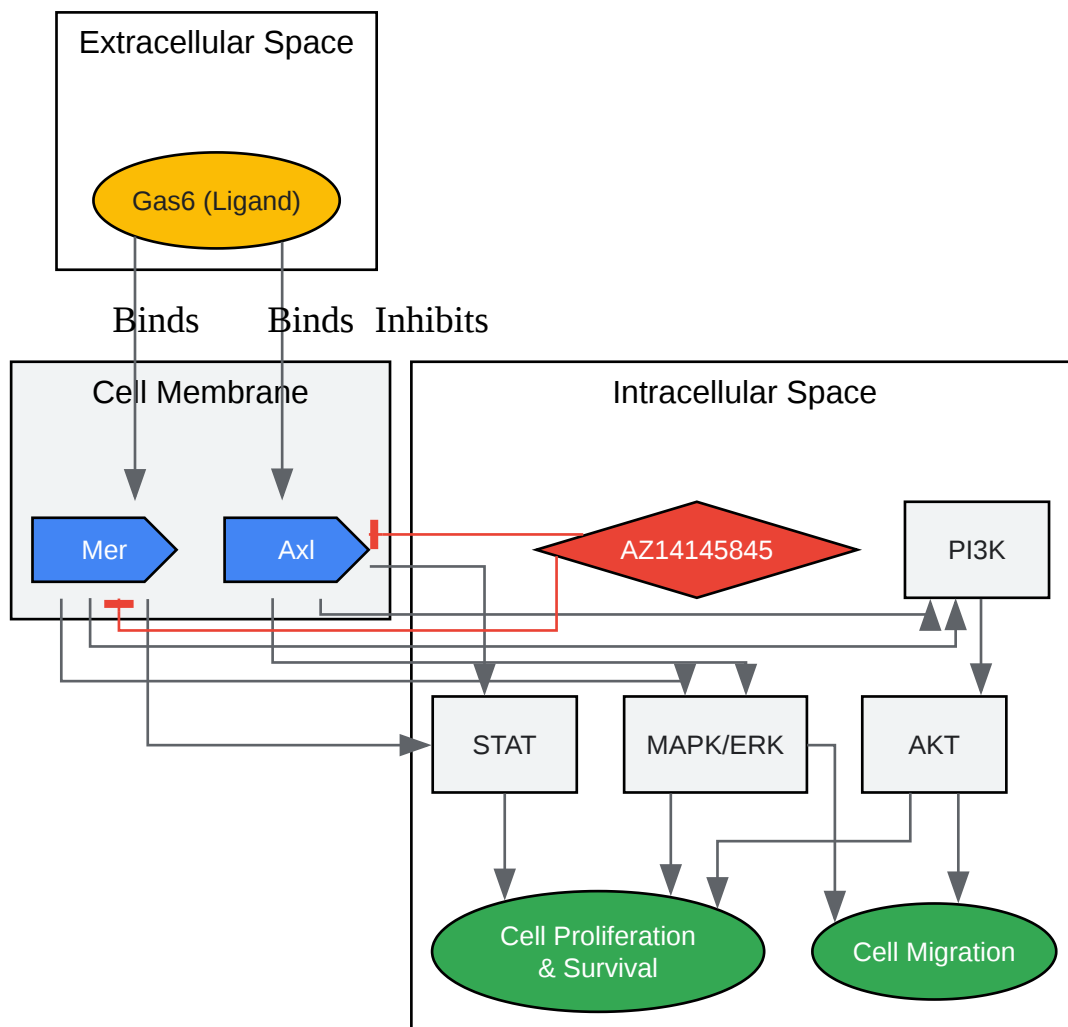 Extracellular Space
Gas6 (Ligand)
Binds
Binds
Inhibits
Cell Membrane
Intracellular Space
Mer
Axl
AZ14145845
PI3K
STAT
MAPK/ERK
AKT
Cell Proliferation
& Survival
Cell Migration